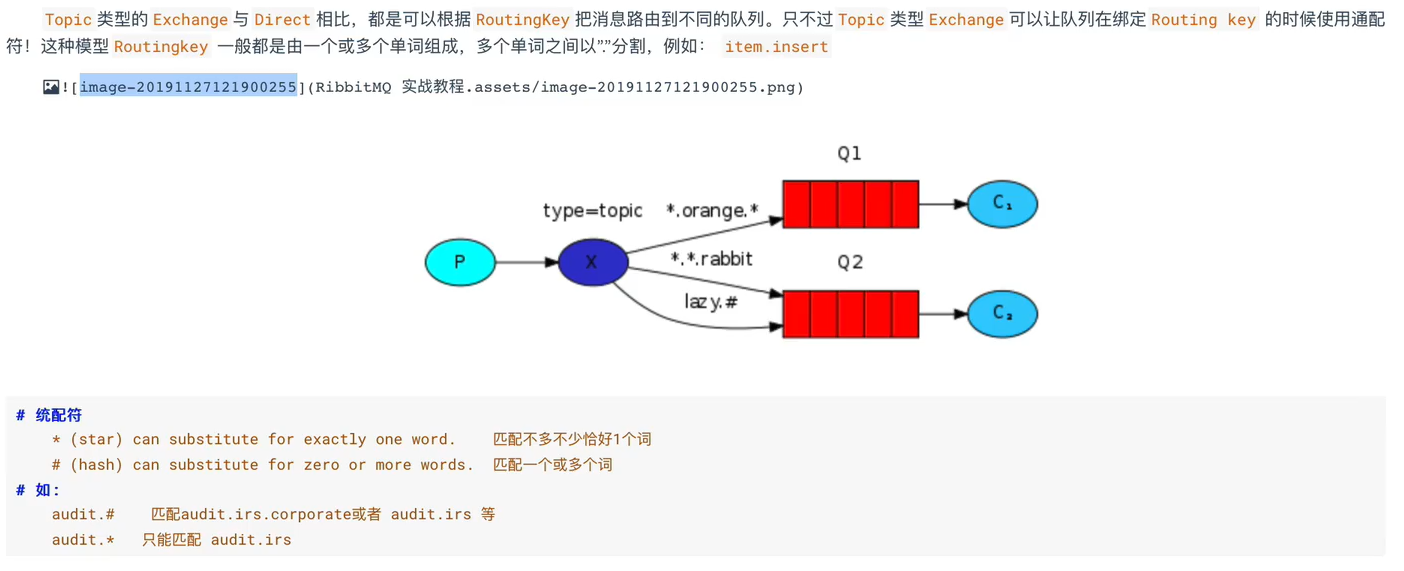 Topic 类型的 Exchange 与 Direct 相比，都是可以根据 RoutingKey 把消息路由到不同的队列。只不过 Topic 类型 Exchange 可以让队列在绑定 Routing key 的时候使用通配
符！这种模型 Routingkey 一般都是由一个或多个单词组成，多个单词之间以”.”分割，例如： item.insert
![image-20191127121900255](RibbitMQ 实战教程.assets/image-20191127121900255.png)
Q1
type=topic *.orange.* C₁
P X *.*.rabbit Q2
lazy.# C₂
# 统配符
* (star) can substitute for exactly one word. 匹配不多不少恰好1个词
# (hash) can substitute for zero or more words. 匹配一个或多个词
# 如:
audit.# 匹配audit.irs.corporate或者 audit.irs 等
audit.* 只能匹配 audit.irs